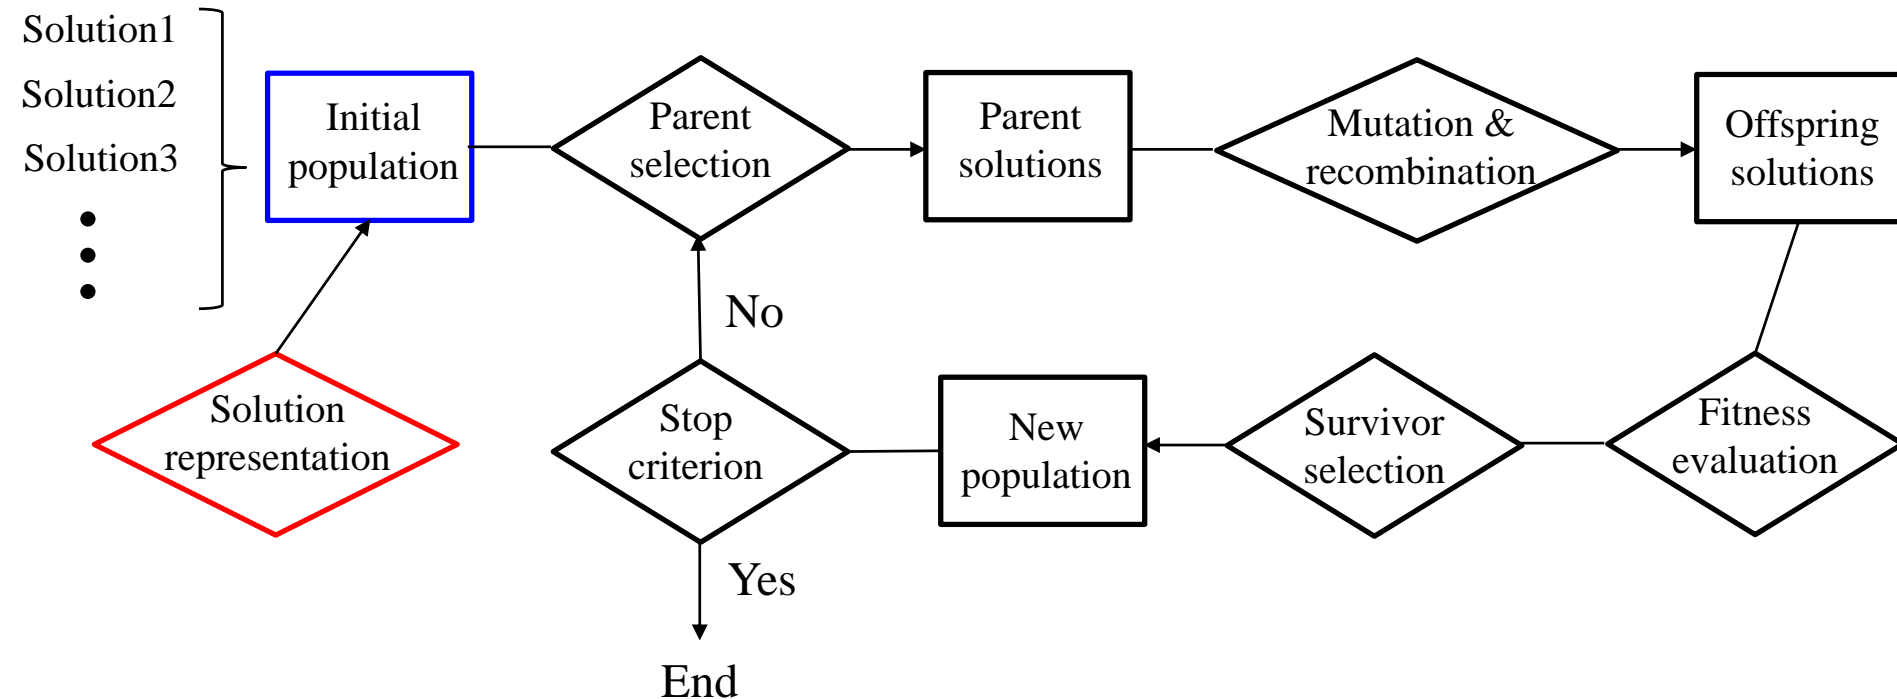 Solution1
Solution2
Solution3
Initial
population
Parent
selection
Parent
solutions
Mutation &
recombination
Offspring
solutions
No
Solution
representation
Stop
criterion
New
population
Survivor
selection
Fitness
evaluation
Yes
End